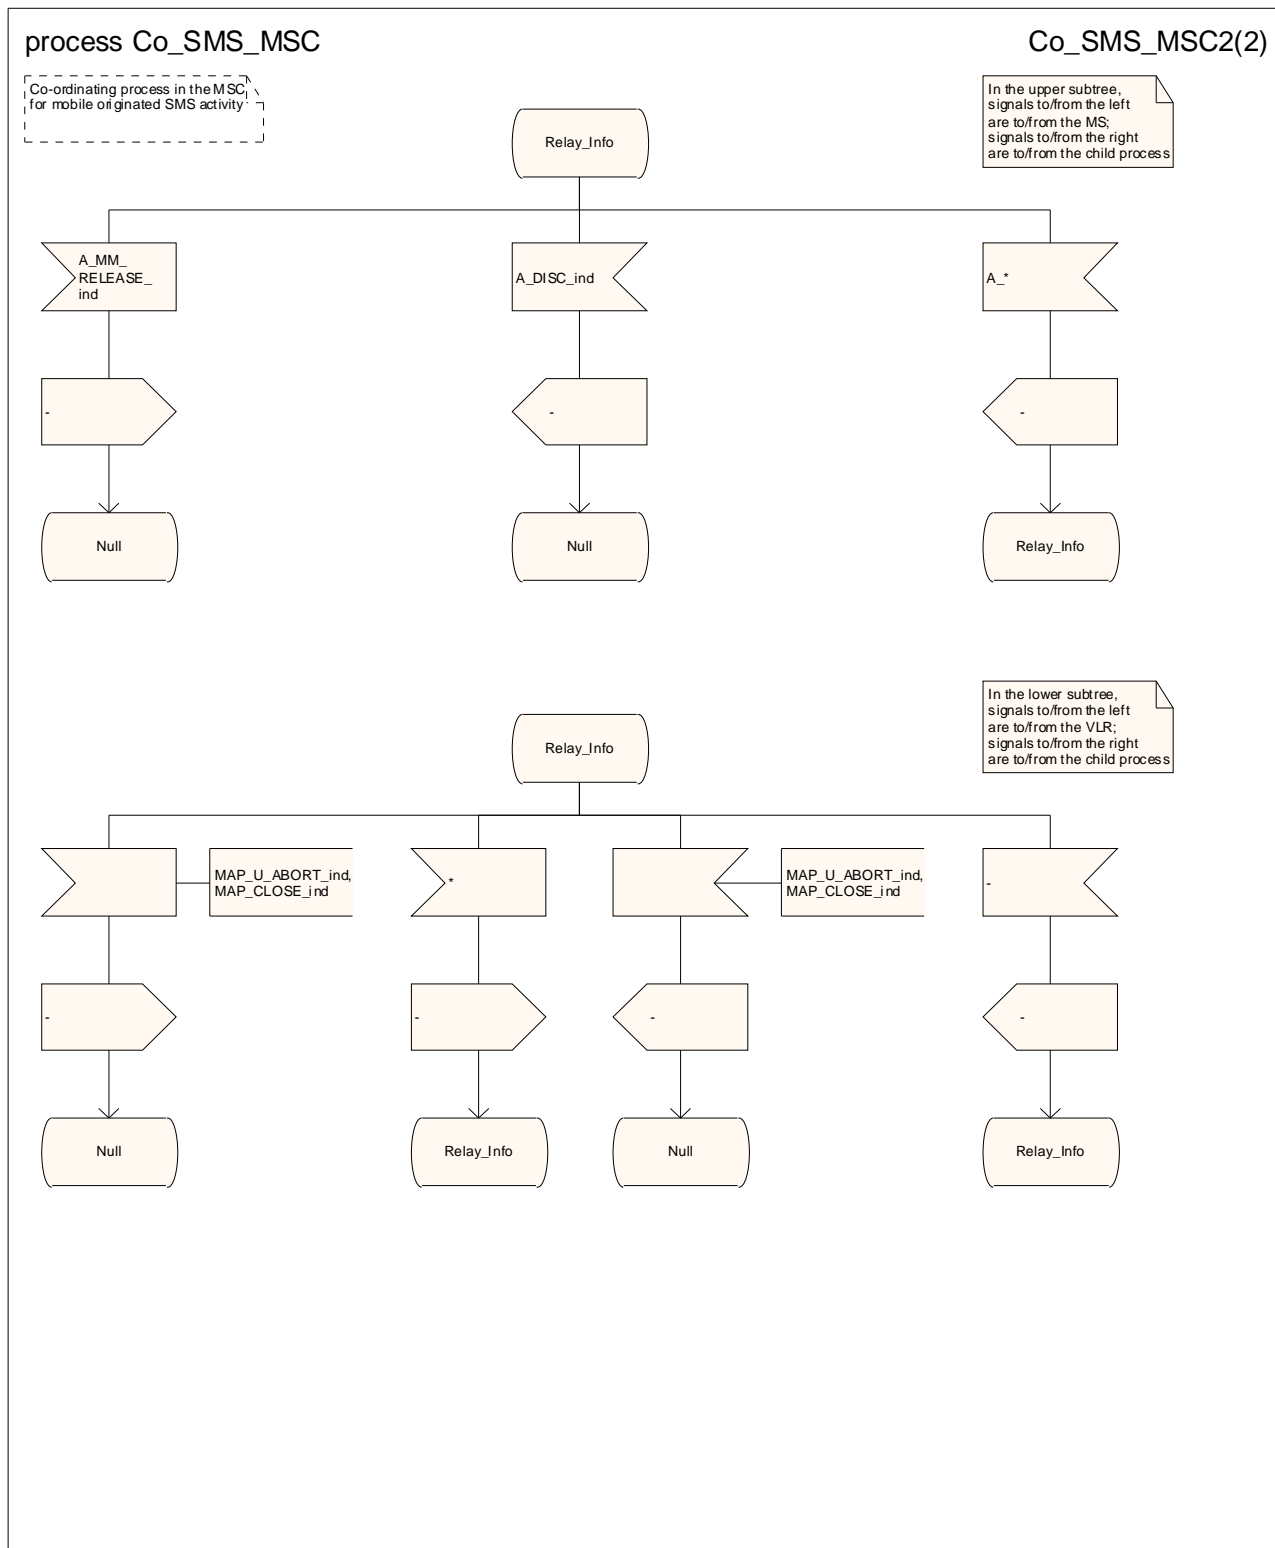 process Co_SMS_MSC
Co_SMS_MSC2(2)
Co-ordinating process in the MSC
for mobile originated SMS activity
In the upper subtree,
signals to/from the left
are to/from the MS;
signals to/from the right
are to/from the child process
Relay_Info
A_MM_
RELEASE_
ind
A_DISC_ind
A_*
-
-
-
Null
Null
Relay_Info
In the lower subtree,
signals to/from the left
are to/from the VLR;
signals to/from the right
are to/from the child process
Relay_Info
MAP_U_ABORT_ind,
MAP_CLOSE_ind
*
MAP_U_ABORT_ind,
MAP_CLOSE_ind
-
-
-
-
-
Null
Relay_Info
Null
Relay_Info